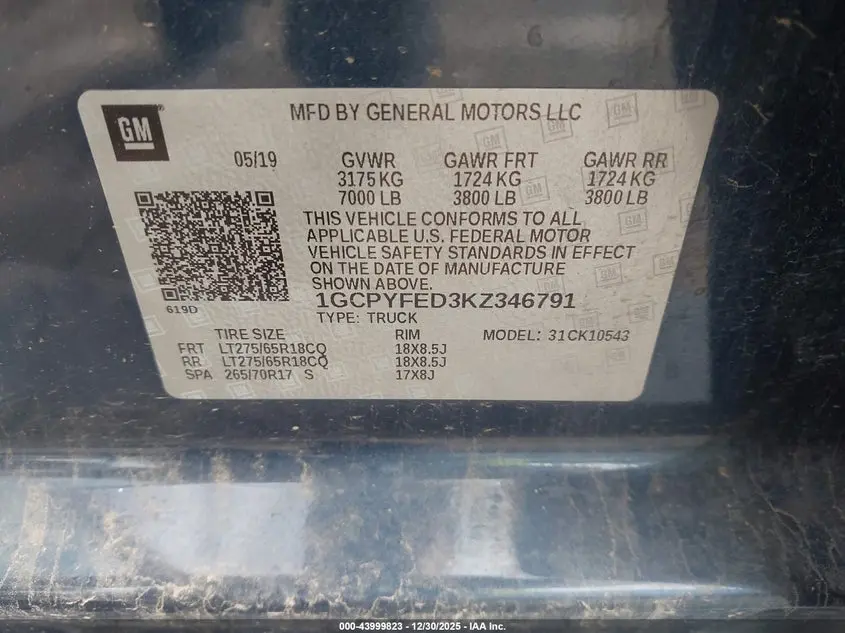 GM
MFD BY GENERAL MOTORS LLC
05/19 GVWR GAWR FRT GAWR RR
3175 KG 1724 KG 1724 KG
7000 LB 3800 LB 3800 LB
THIS VEHICLE CONFORMS TO ALL
APPLICABLE U.S. FEDERAL MOTOR
VEHICLE SAFETY STANDARDS IN EFFECT
ON THE DATE OF MANUFACTURE
SHOWN ABOVE.
1GCPYFED3KZ346791
619D
TYPE: TRUCK
TIRE SIZE RIM MODEL: 31CK10543
FRT LT275/65R18CQ 18X8.5J
RR LT275/65R18CQ 18X8.5J
SPA 265/70R17 S 17X8J
000-43999823 - 12/30/2025 - IAA Inc.